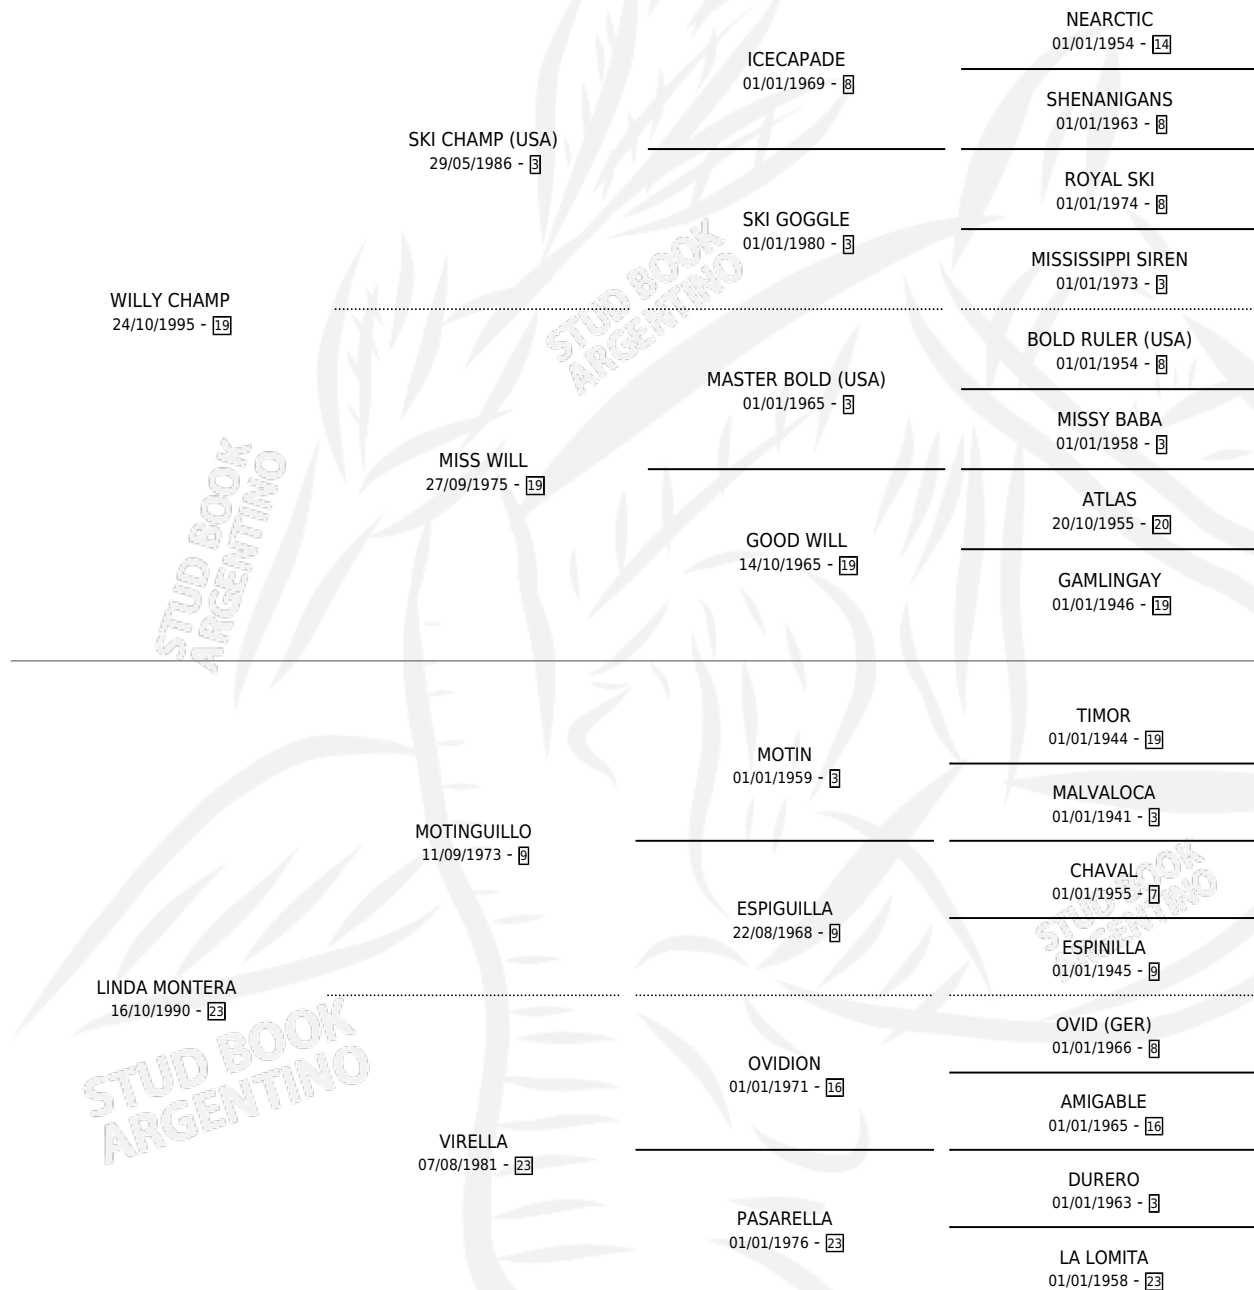 NEARCTIC
01/01/1954 - 14
ICECAPADE
01/01/1969 - 8
SHENANIGANS
01/01/1963 - 8
SKI CHAMP (USA)
29/05/1986 - 3
ROYAL SKI
01/01/1974 - 8
SKI GOGGLE
01/01/1980 - 3
MISSISSIPPI SIREN
01/01/1973 - 3
WILLY CHAMP
24/10/1995 - 19
BOLD RULER (USA)
01/01/1954 - 8
MASTER BOLD (USA)
01/01/1965 - 3
MISSY BABA
01/01/1958 - 3
MISS WILL
27/09/1975 - 19
ATLAS
20/10/1955 - 20
GOOD WILL
14/10/1965 - 19
GAMLINGAY
01/01/1946 - 19
TIMOR
01/01/1944 - 19
MOTIN
01/01/1959 - 3
MALVALOCA
01/01/1941 - 3
MOTINGUILLO
11/09/1973 - 9
CHAVAL
01/01/1955 - 7
ESPIGUILLA
22/08/1968 - 9
ESPINILLA
01/01/1945 - 9
LINDA MONTERA
16/10/1990 - 23
OVID (GER)
01/01/1966 - 8
OVIDION
01/01/1971 - 16
AMIGABLE
01/01/1965 - 16
VIRELLA
07/08/1981 - 23
DURERO
01/01/1963 - 3
PASARELLA
01/01/1976 - 23
LA LOMITA
01/01/1958 - 23
STUD BOOK
ARGENTINO
STUD BOOK
ARGENTINO
STUD BOOK
ARGENTINO
STUD BOOK
ARGENTINO